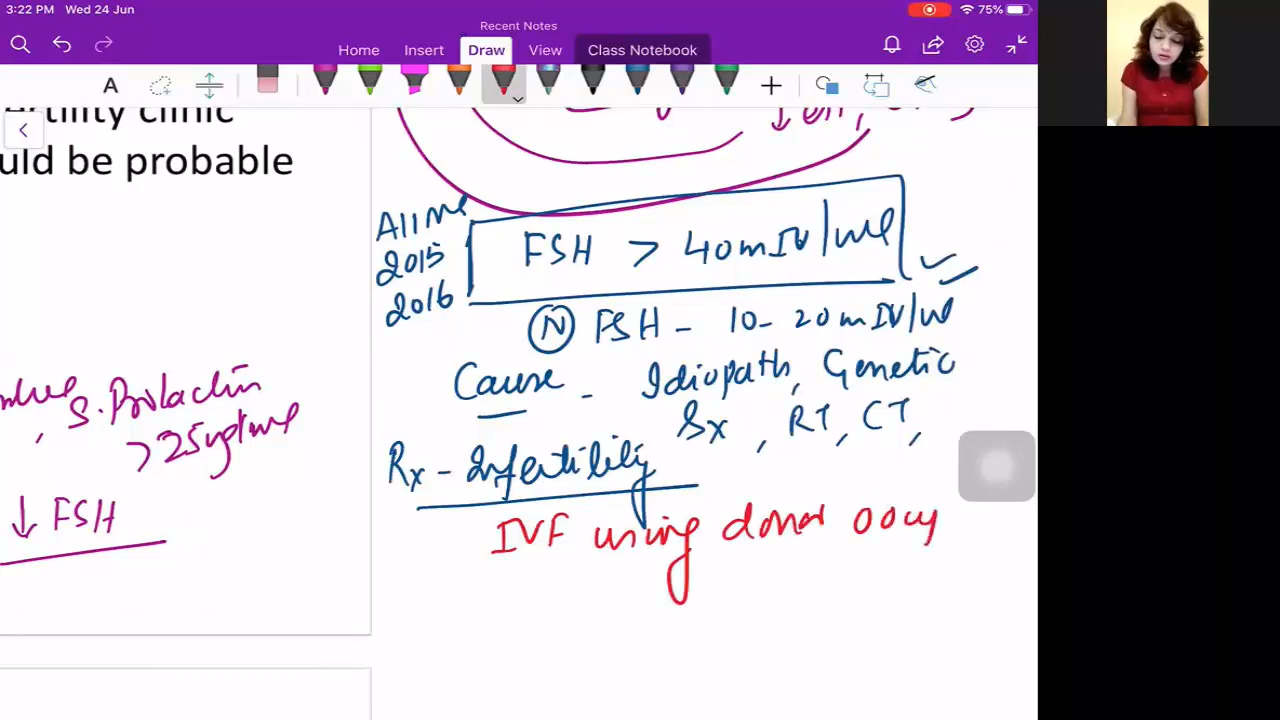 3:22 PM Wed 24 Jun
75%
Recent Notes
Home Insert Draw View Class Notebook
A
tility clinic
uld be probable
AIIMS
2015
2016
FSH > 40mIU/ml
N FSH - 10-20mIU/ml
Cause - Idiopath, Genetic
Sx, RT, CT,
Rx - Infertility
IVF using donor oocy
S. Prolactin
>25ng/ml
↓ FSH